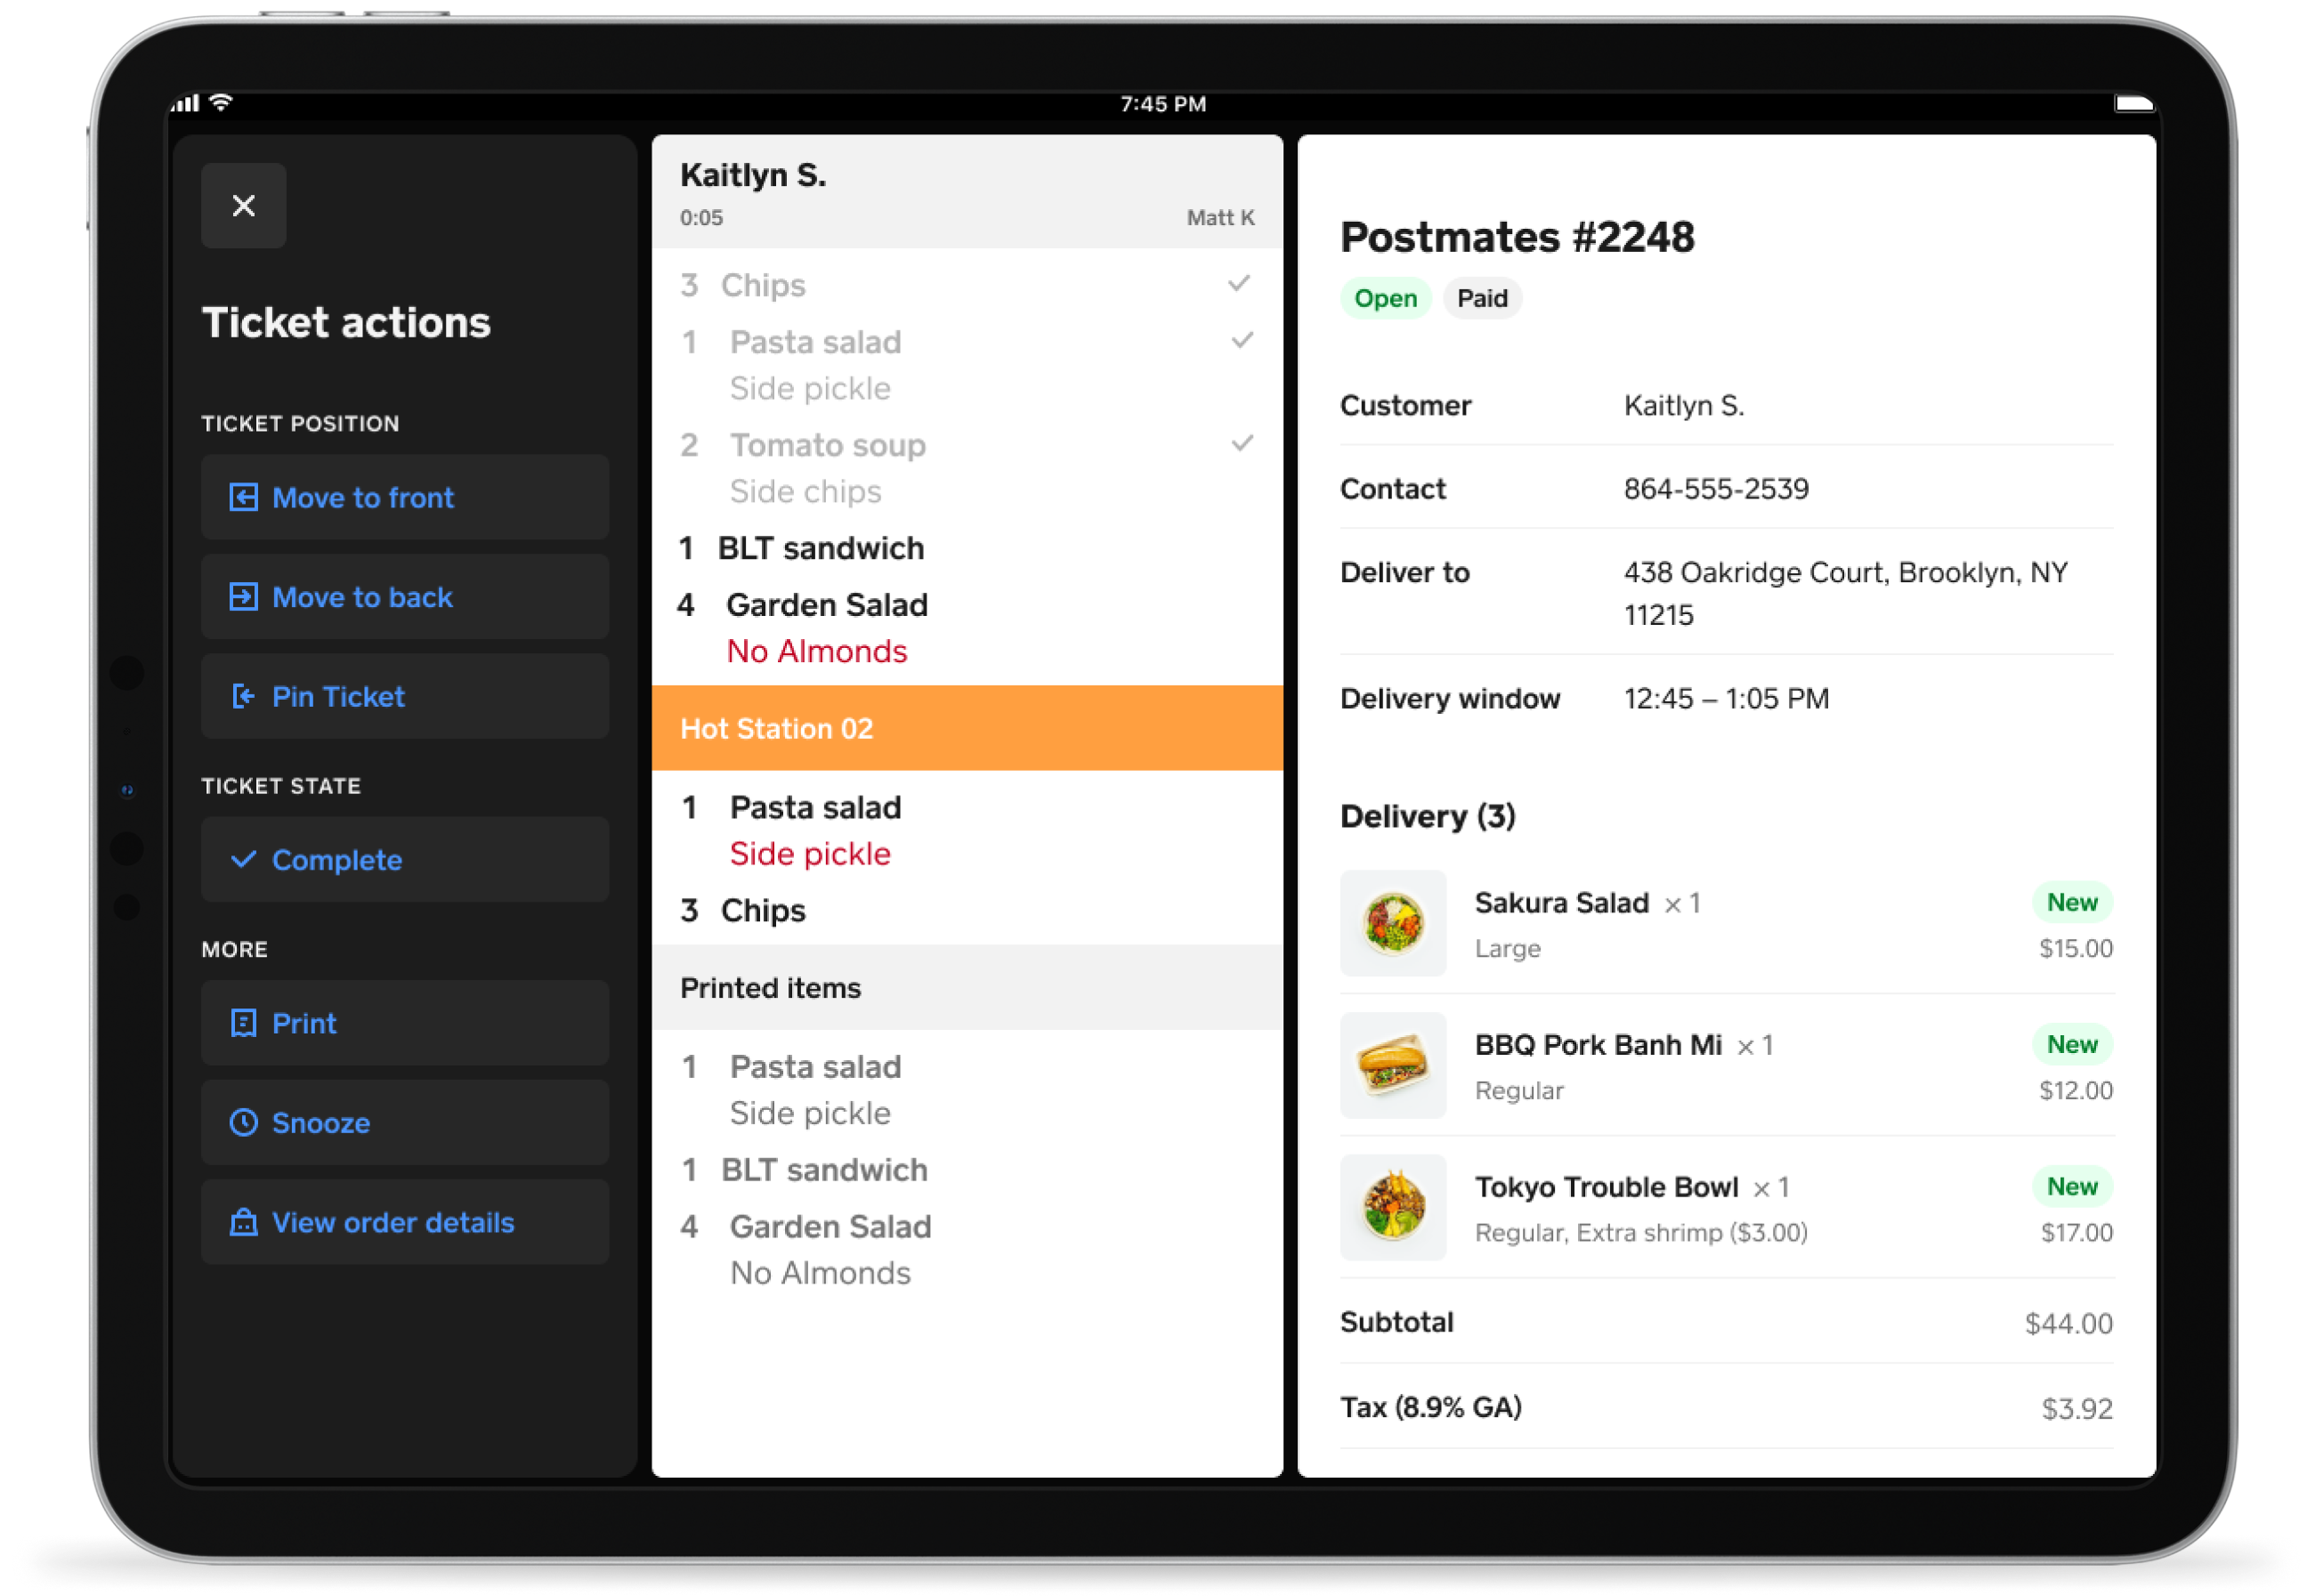 7:45 PM
Ticket actions
TICKET POSITION
Move to front
Move to back
Pin Ticket
TICKET STATE
Complete
MORE
Print
Snooze
View order details
Kaitlyn S.
0:05 Matt K
3 Chips
1 Pasta salad
Side pickle
2 Tomato soup
Side chips
1 BLT sandwich
4 Garden Salad
No Almonds
Hot Station 02
1 Pasta salad
Side pickle
3 Chips
Printed items
1 Pasta salad
Side pickle
1 BLT sandwich
4 Garden Salad
No Almonds
Postmates #2248
Open Paid
Customer Kaitlyn S.
Contact 864-555-2539
Deliver to 438 Oakridge Court, Brooklyn, NY
11215
Delivery window 12:45 – 1:05 PM
Delivery (3)
Sakura Salad × 1 New
Large $15.00
BBQ Pork Banh Mi × 1 New
Regular $12.00
Tokyo Trouble Bowl × 1 New
Regular, Extra shrimp ($3.00) $17.00
Subtotal $44.00
Tax (8.9% GA) $3.92